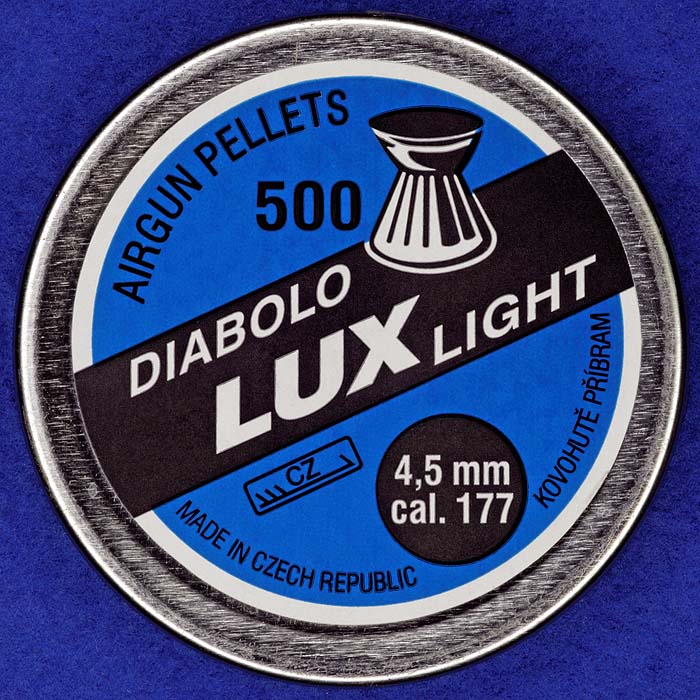 AIRGUN PELLETS
500
DIABOLO
LUX
LIGHT
CZ
4,5 mm
cal. 177
MADE IN CZECH REPUBLIC
KOVOHUTĚ PŘÍBRAM